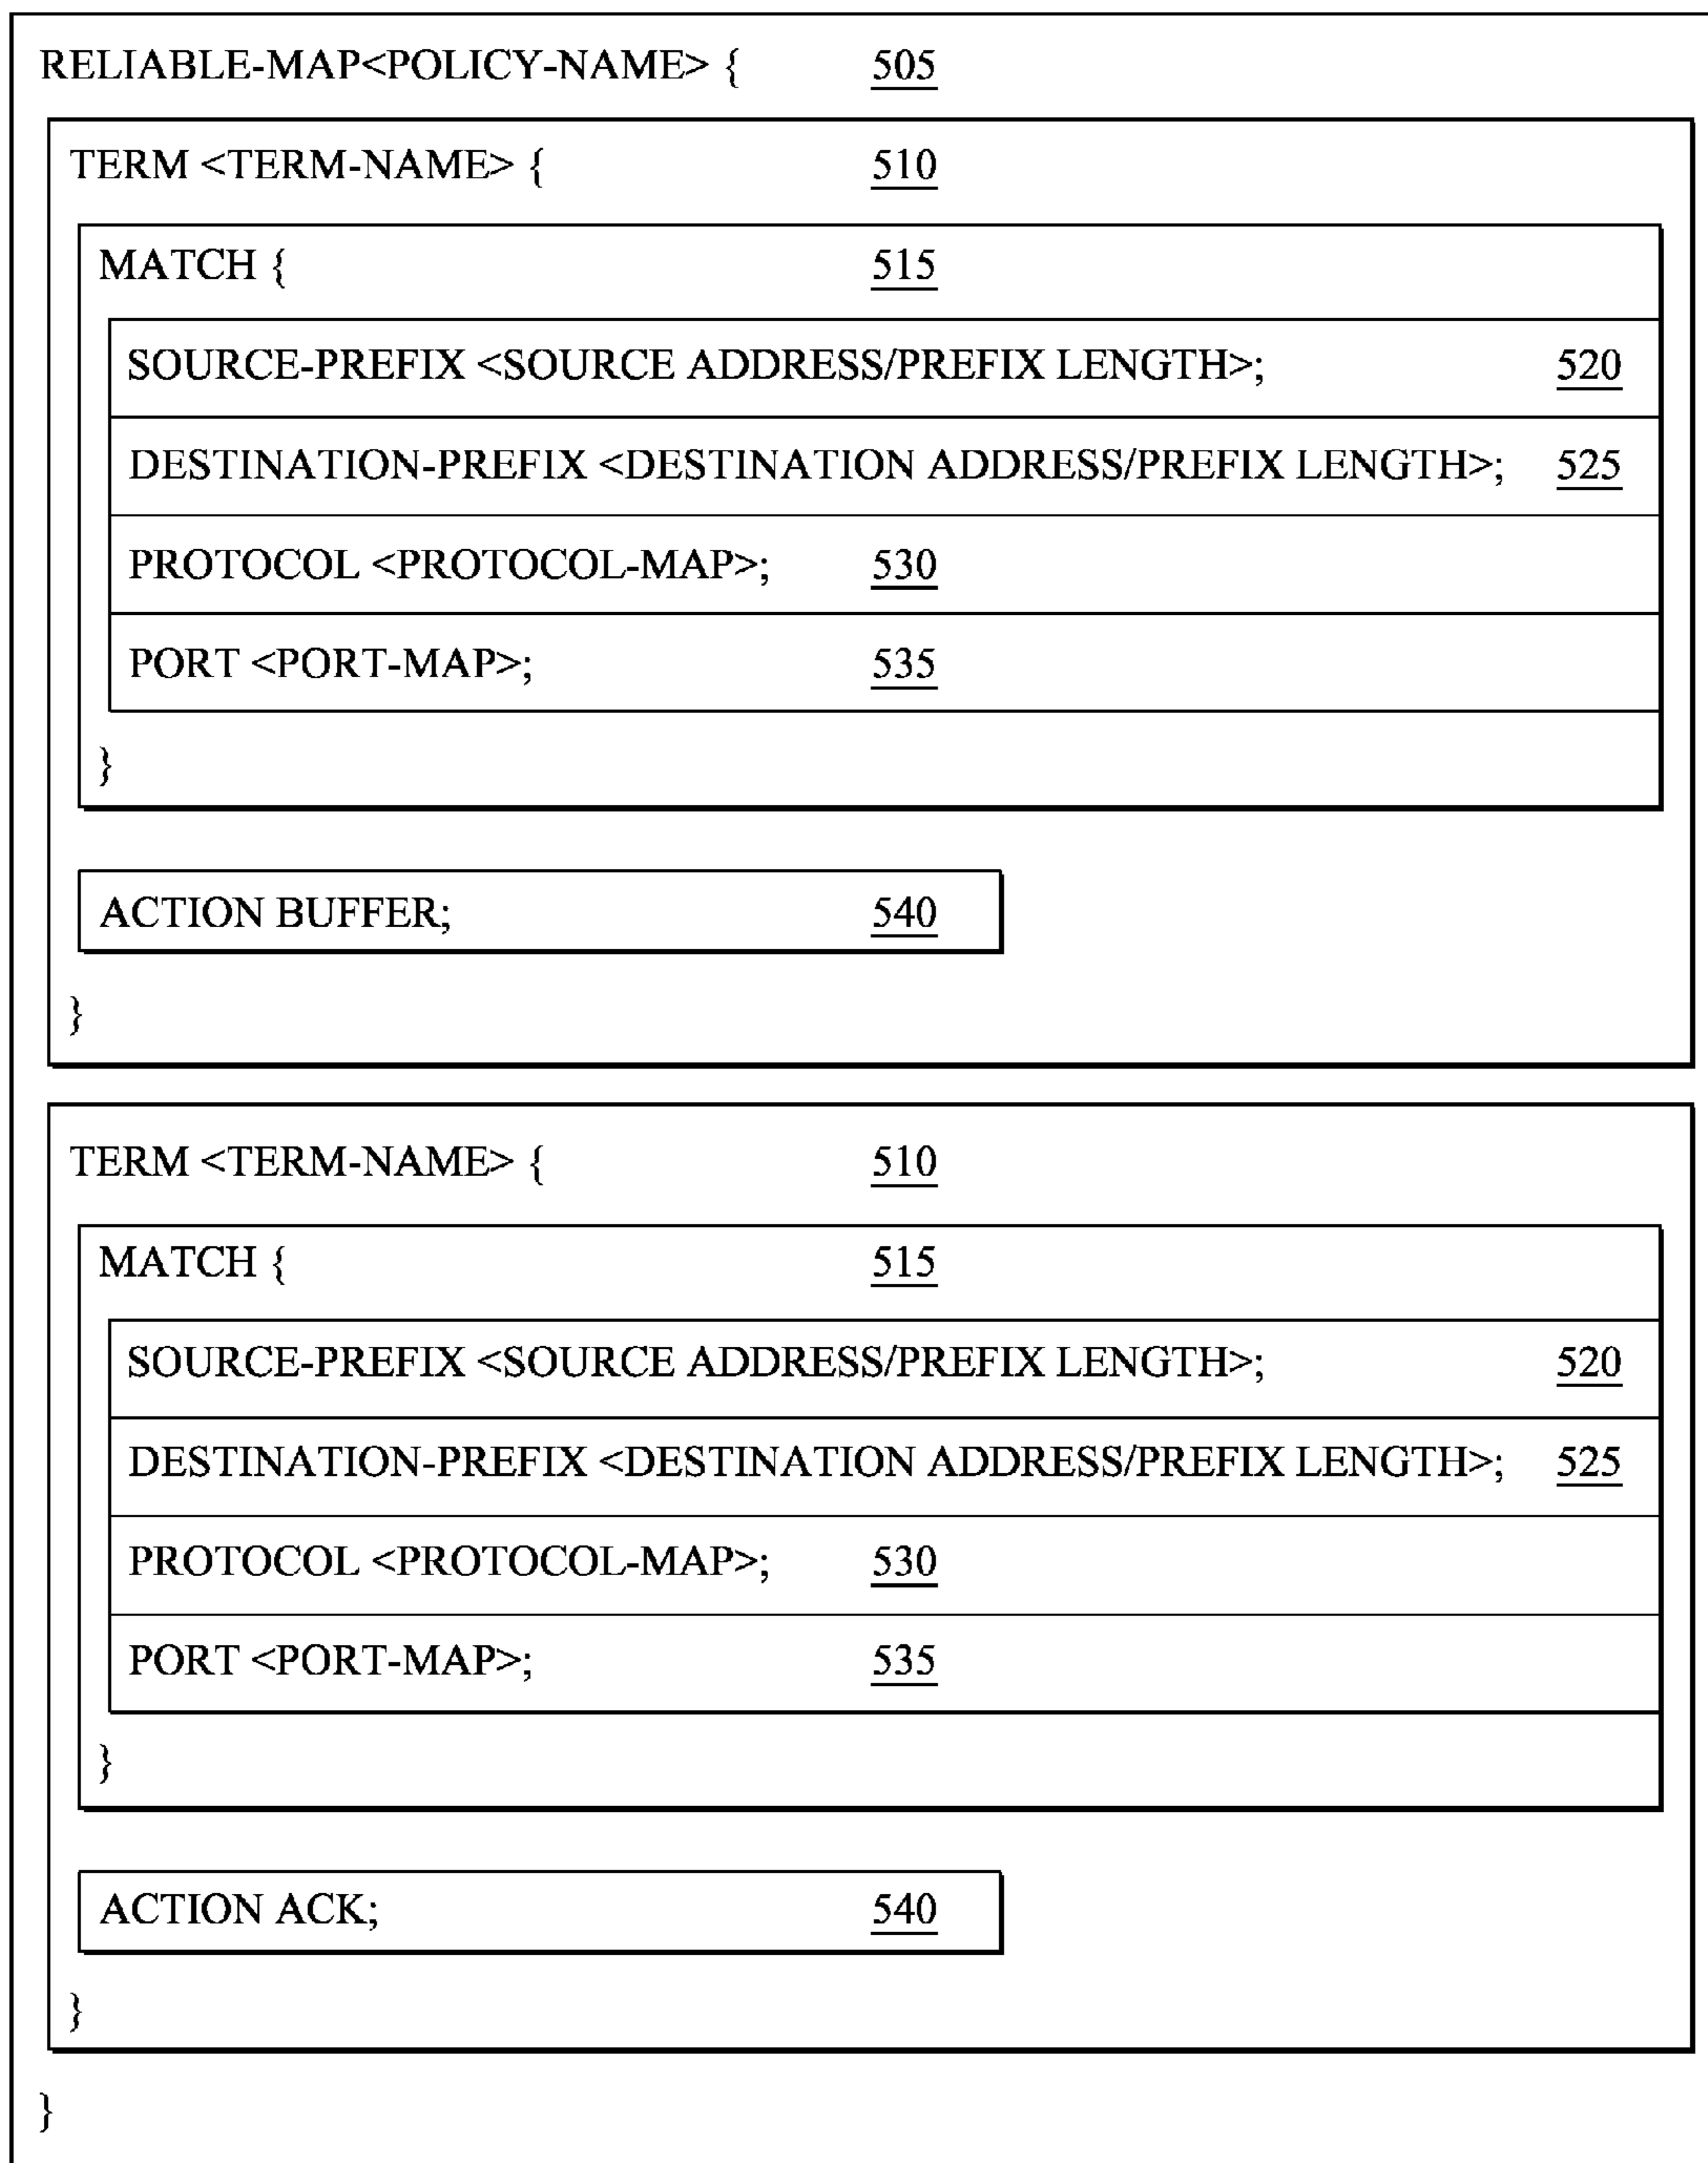 RELIABLE-MAP<POLICY-NAME> { 505
TERM <TERM-NAME> { 510
MATCH { 515
SOURCE-PREFIX <SOURCE ADDRESS/PREFIX LENGTH>; 520
DESTINATION-PREFIX <DESTINATION ADDRESS/PREFIX LENGTH>; 525
PROTOCOL <PROTOCOL-MAP>; 530
PORT <PORT-MAP>; 535
}
ACTION BUFFER; 540
}
TERM <TERM-NAME> { 510
MATCH { 515
SOURCE-PREFIX <SOURCE ADDRESS/PREFIX LENGTH>; 520
DESTINATION-PREFIX <DESTINATION ADDRESS/PREFIX LENGTH>; 525
PROTOCOL <PROTOCOL-MAP>; 530
PORT <PORT-MAP>; 535
}
ACTION ACK; 540
}
}